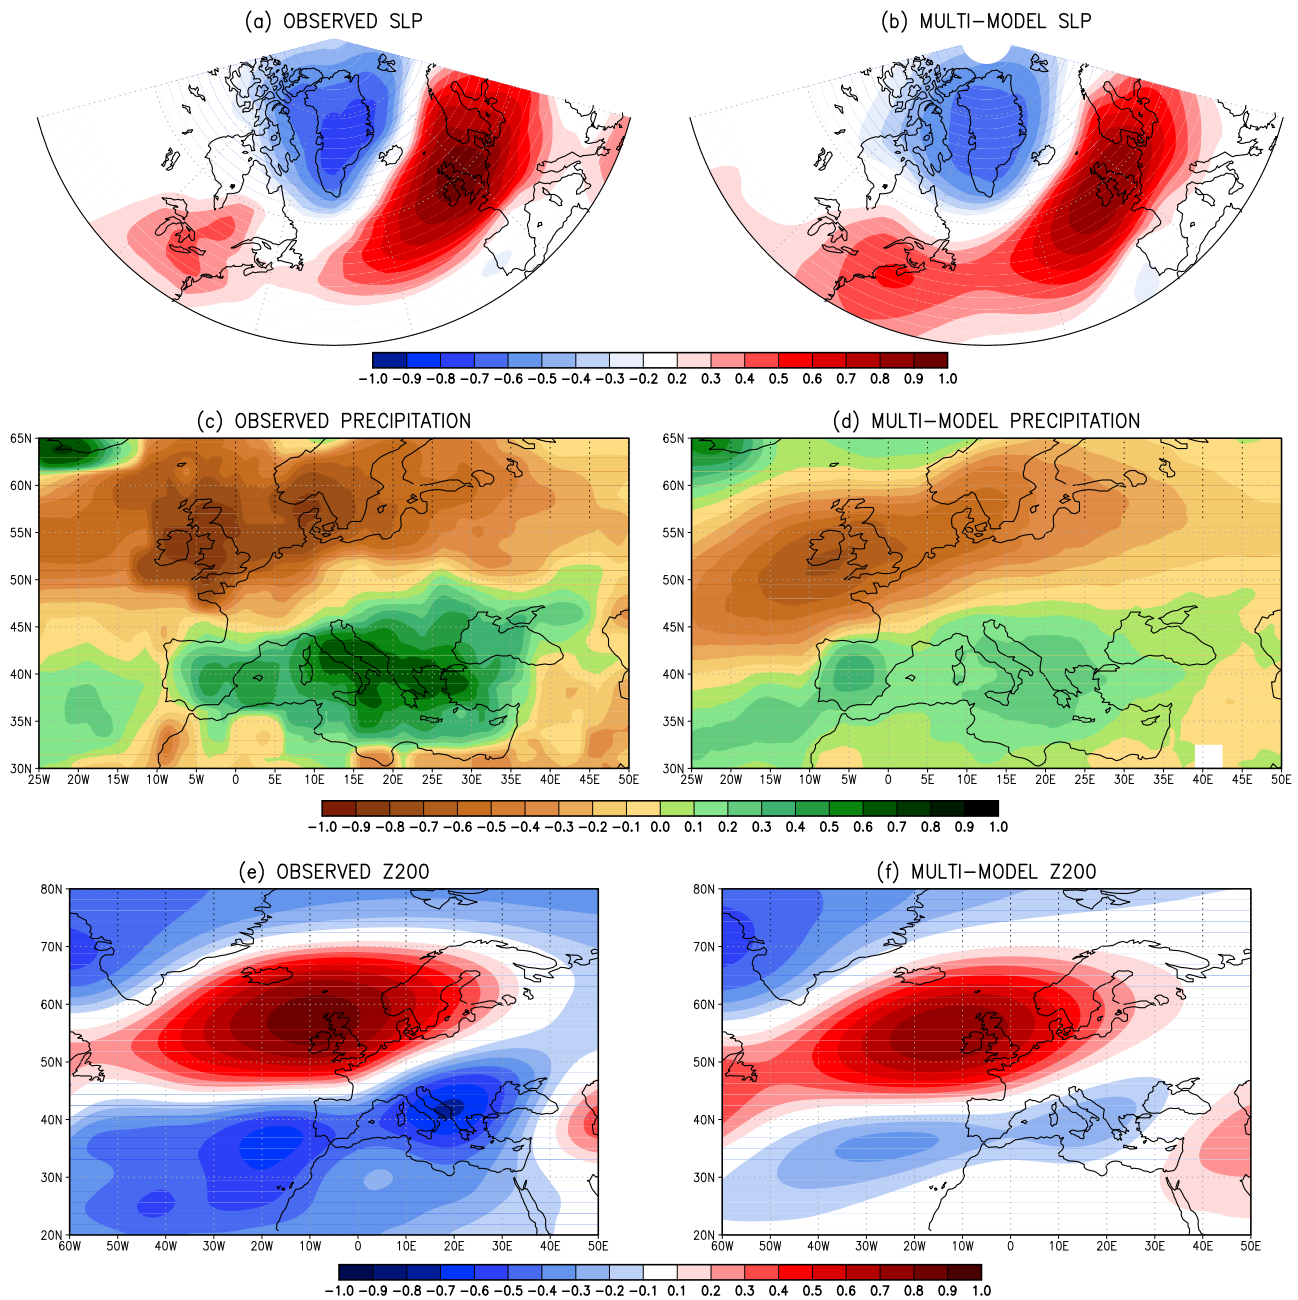 (a) OBSERVED SLP
(b) MULTI-MODEL SLP
-1.0 -0.9 -0.8 -0.7 -0.6 -0.5 -0.4 -0.3 -0.2 0.2 0.3 0.4 0.5 0.6 0.7 0.8 0.9 1.0
(c) OBSERVED PRECIPITATION
(d) MULTI-MODEL PRECIPITATION
65N
60N
55N
50N
45N
40N
35N
30N
25W 20W 15W 10W 5W 0 5E 10E 15E 20E 25E 30E 35E 40E 45E 50E
65N
60N
55N
50N
45N
40N
35N
30N
25W 20W 15W 10W 5W 0 5E 10E 15E 20E 25E 30E 35E 40E 45E 50E
-1.0 -0.9 -0.8 -0.7 -0.6 -0.5 -0.4 -0.3 -0.2 -0.1 0.0 0.1 0.2 0.3 0.4 0.5 0.6 0.7 0.8 0.9 1.0
(e) OBSERVED Z200
(f) MULTI-MODEL Z200
80N
70N
60N
50N
40N
30N
20N
60W 50W 40W 30W 20W 10W 0 10E 20E 30E 40E 50E
80N
70N
60N
50N
40N
30N
20N
60W 50W 40W 30W 20W 10W 0 10E 20E 30E 40E 50E
-1.0 -0.9 -0.8 -0.7 -0.6 -0.5 -0.4 -0.3 -0.2 -0.1 0.1 0.2 0.3 0.4 0.5 0.6 0.7 0.8 0.9 1.0